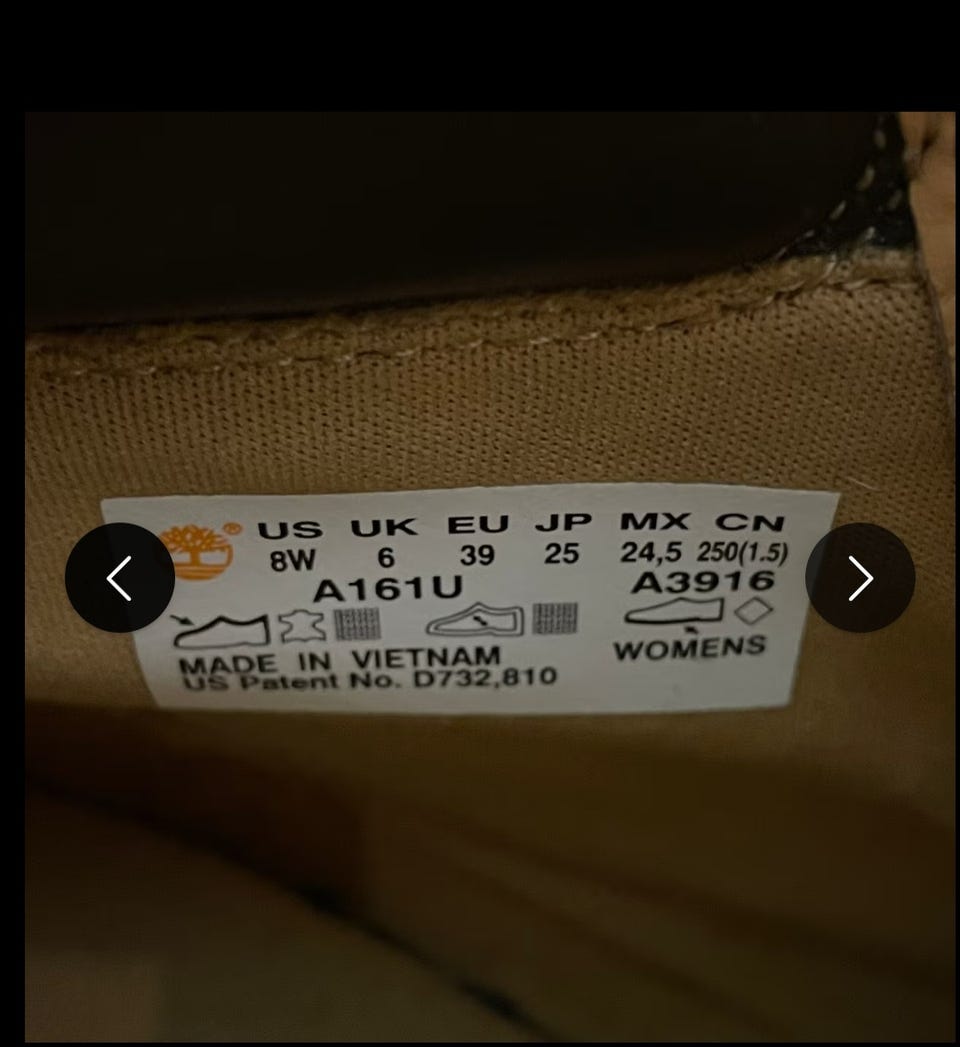 US UK EU JP MX CN
8W 6 39 25 24,5 250(1.5)
A161U A3916
MADE IN VIETNAM
WOMENS
US Patent No. D732,810